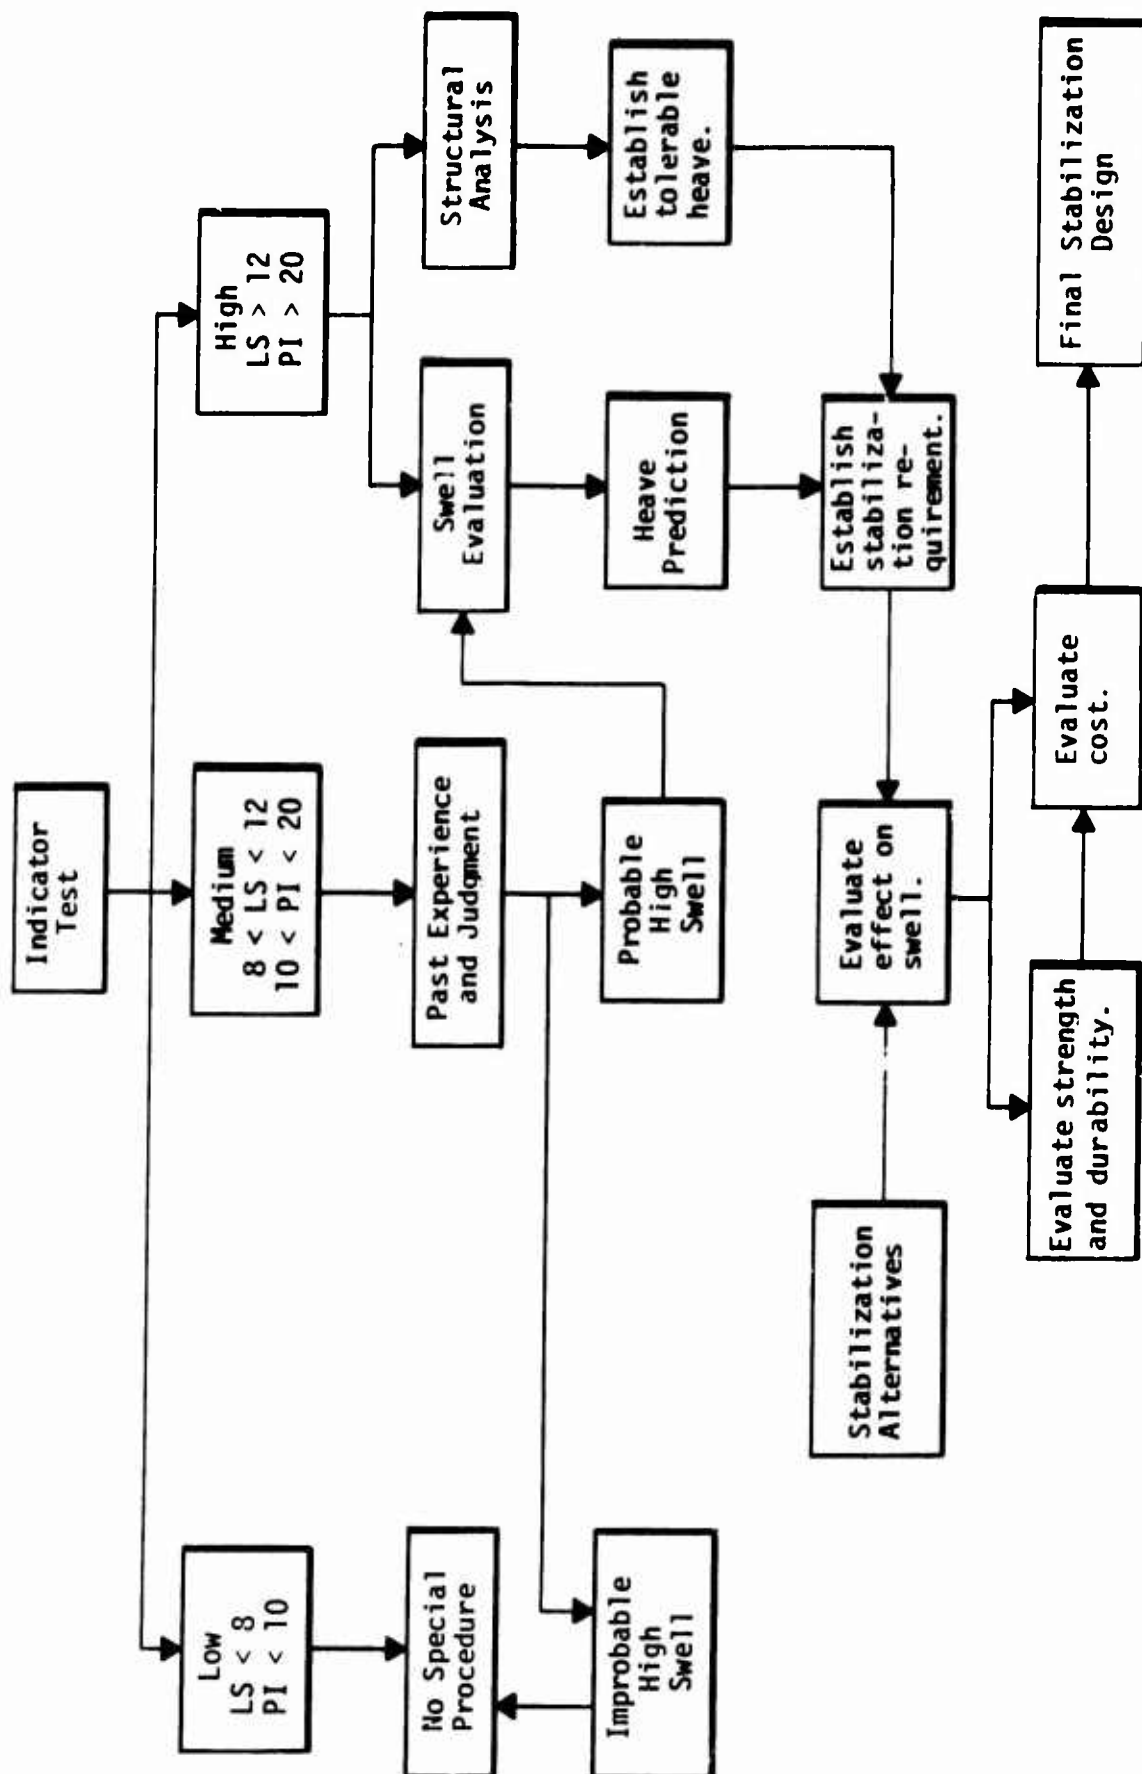 Indicator
Test
Low
LS < 8
PI < 10
Medium
8 < LS < 12
10 < PI < 20
High
LS > 12
PI > 20
No Special
Procedure
Past Experience
and Judgment
Swell
Evaluation
Structural
Analysis
Improbable
High
Swell
Probable
High
Swell
Heave
Prediction
Establish
tolerable
heave.
Stabilization
Alternatives
Evaluate
effect on
swell.
Establish
stabiliza-
tion re-
quirement.
Evaluate strength
and durability.
Evaluate
cost.
Final Stabilization
Design